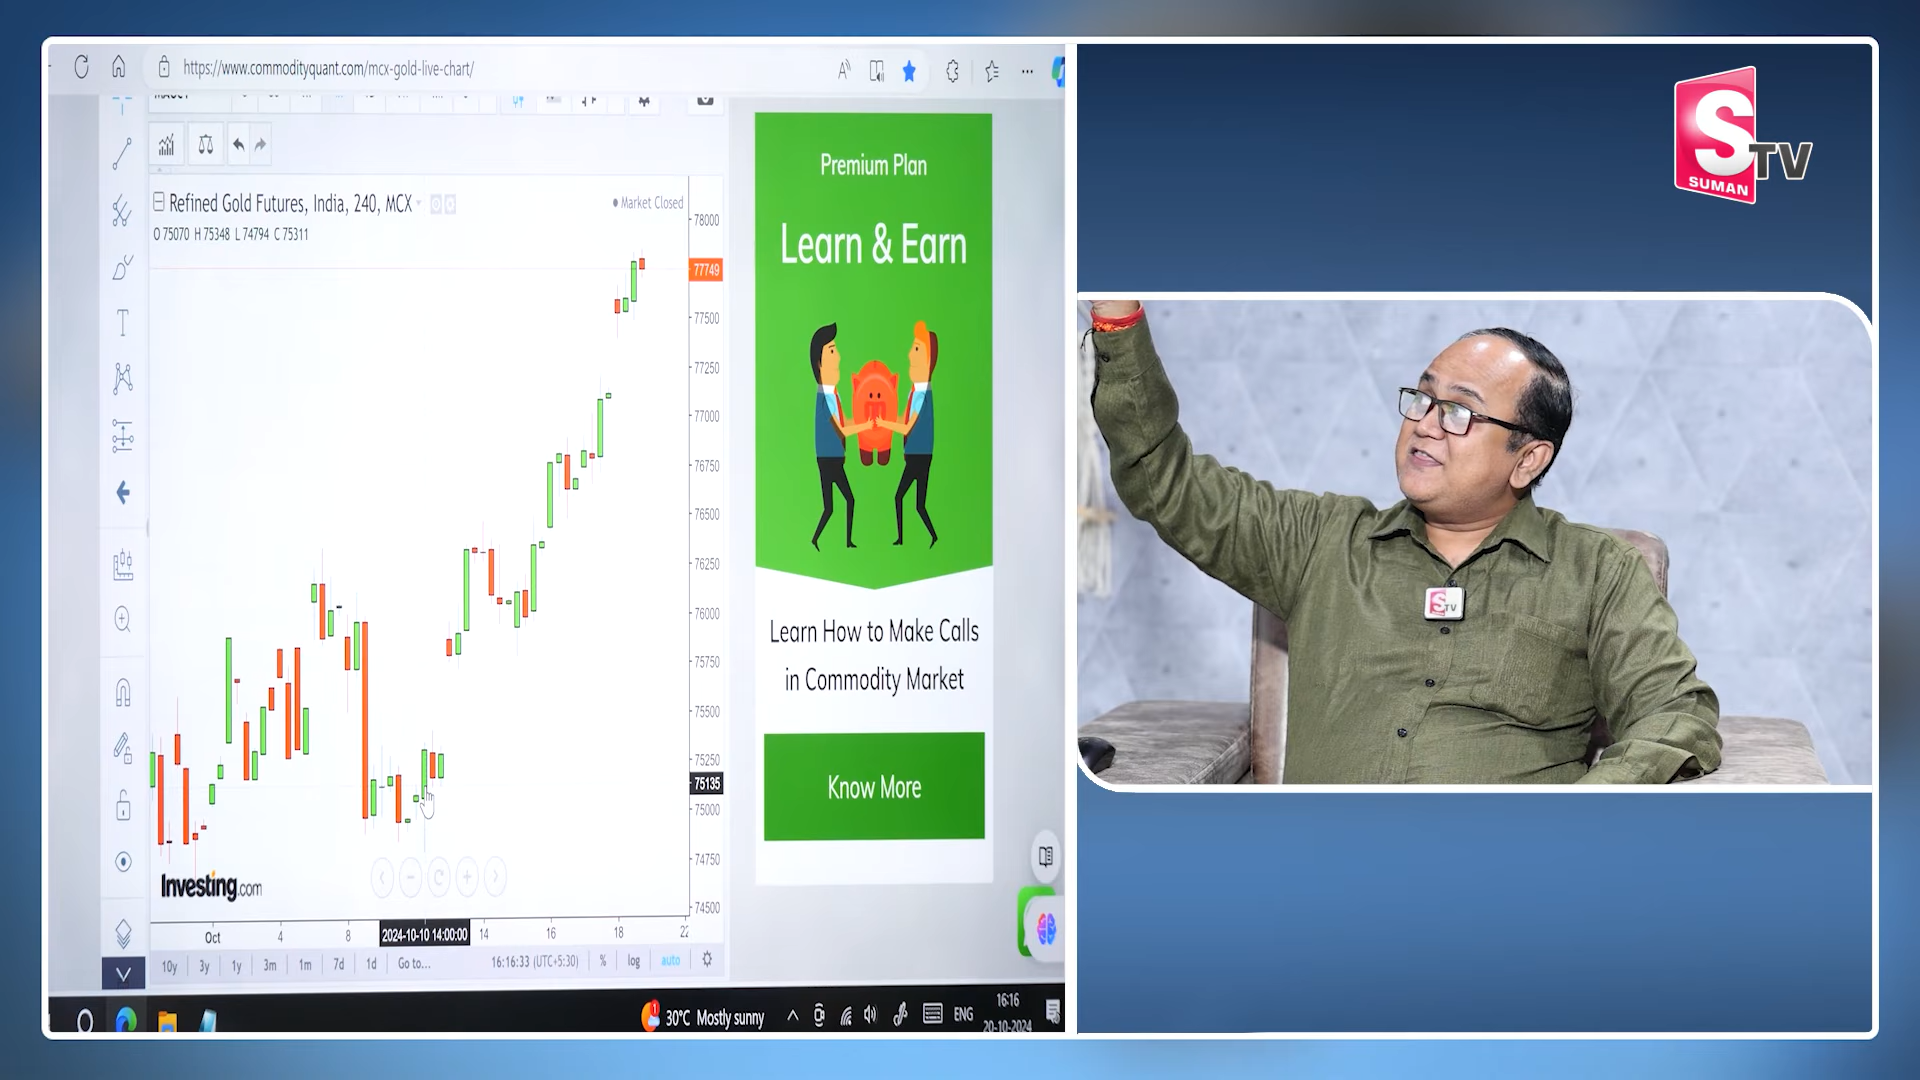 https://www.commodityquant.com/mcx-gold-live-chart/
Refined Gold Futures, India, 240, MCX
Market Closed
O 75070 H 75348 L 74794 C 75311
78000
77749
77500
77250
77000
76750
76500
76250
76000
75750
75500
75250
75135
75000
74750
74500
Investing.com
Oct
4
8
2024-10-10 14:00:00
14
16
18
22
10y
3y
1y
3m
1m
7d
1d
Go to...
16:16:33 (UTC+5:30)
%
log
auto
Premium Plan
Learn & Earn
Learn How to Make Calls
in Commodity Market
Know More
1
30°C Mostly sunny
ENG
16:16
20-10-2024
S TV
SUMAN
S TV